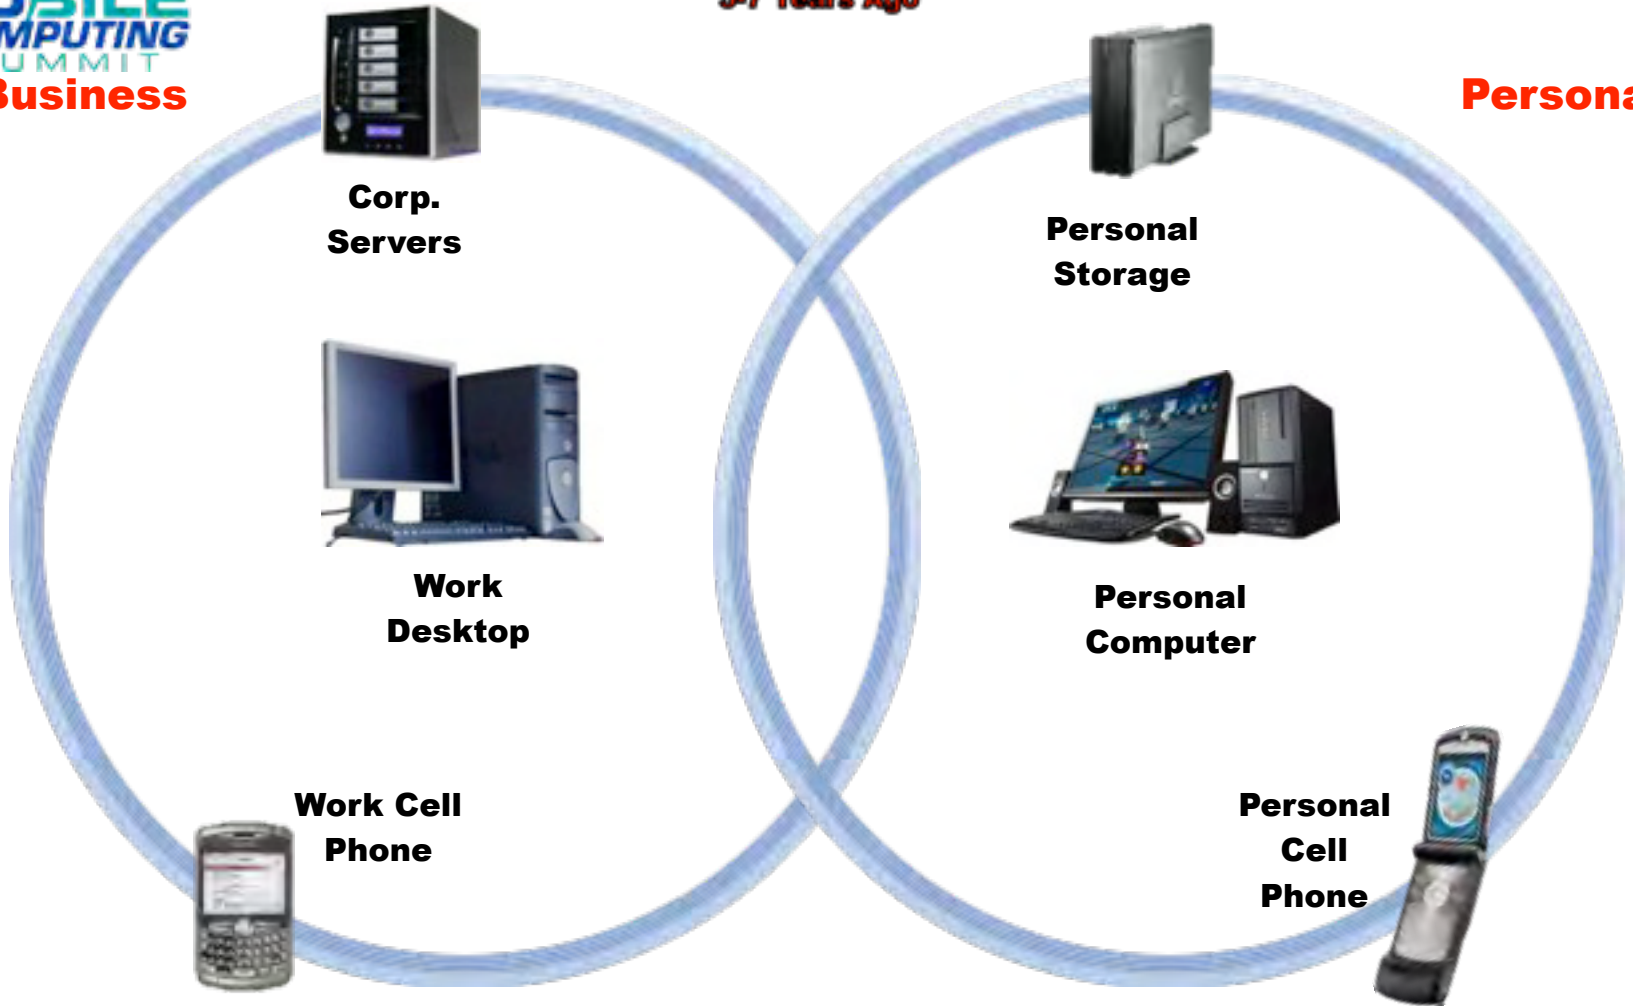 MPUTING
UMMIT
Business
Persona
Corp.
Servers
Personal
Storage
Work
Desktop
Personal
Computer
Work Cell
Phone
Personal
Cell
Phone